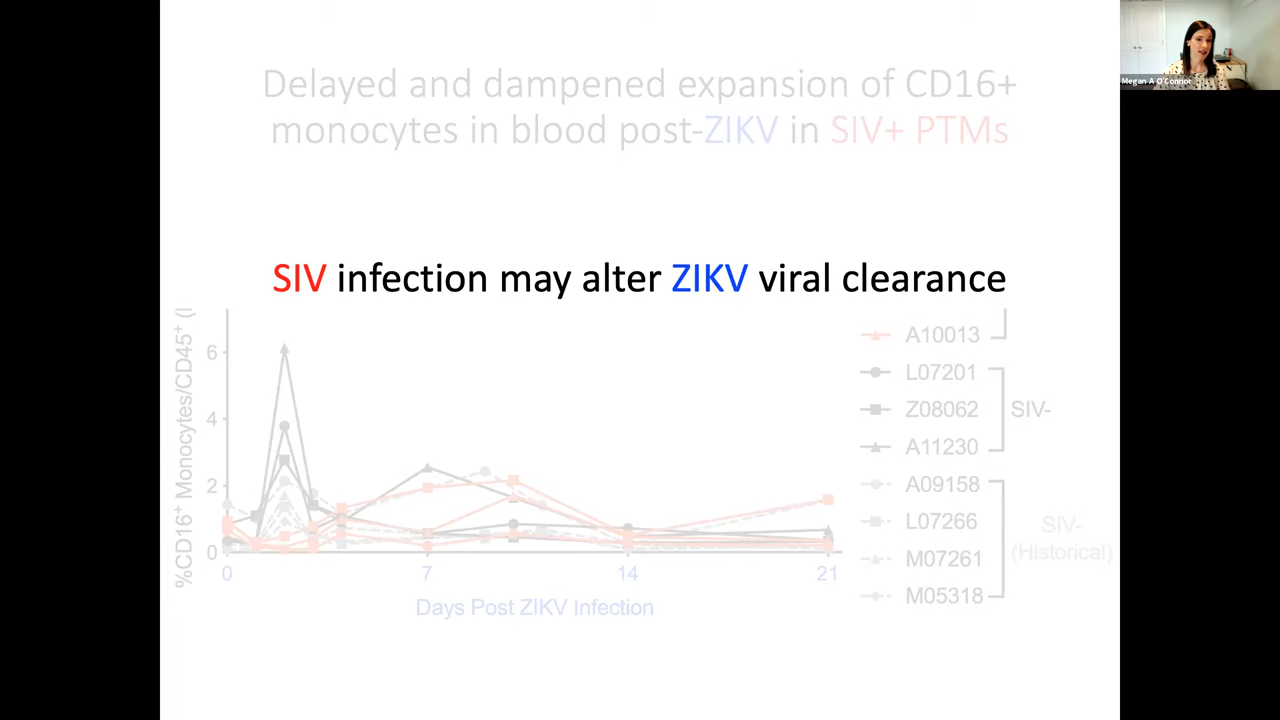 Megan A O'Connor
Delayed and dampened expansion of CD16+
monocytes in blood post-ZIKV in SIV+ PTMs
SIV infection may alter ZIKV viral clearance
%CD16⁺ Monocytes/CD45⁺ (
6
4
2
0
0
7
14
21
Days Post ZIKV Infection
A10013
L07201
Z08062
A11230
SIV-
A09158
L07266
M07261
M05318
SIV-
(Historical)